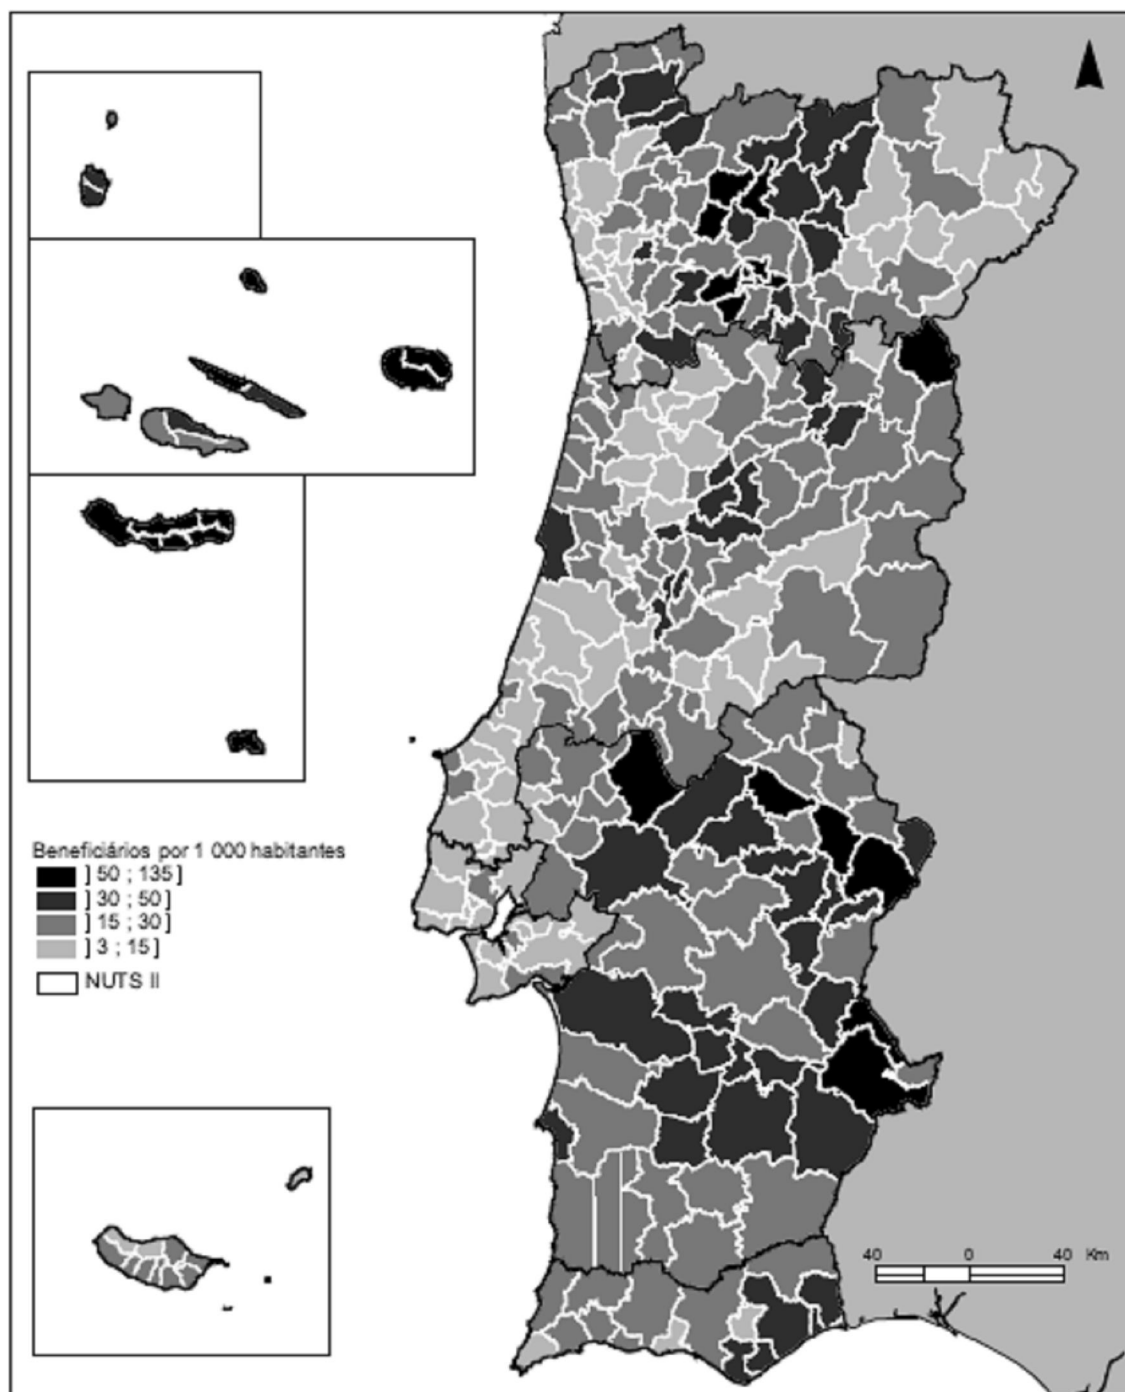 Beneficiários por 1 000 habitantes
] 50 ; 135 ]
] 30 ; 50 ]
] 15 ; 30 ]
] 3 ; 15 ]
NUTS II
40 0 40 Km